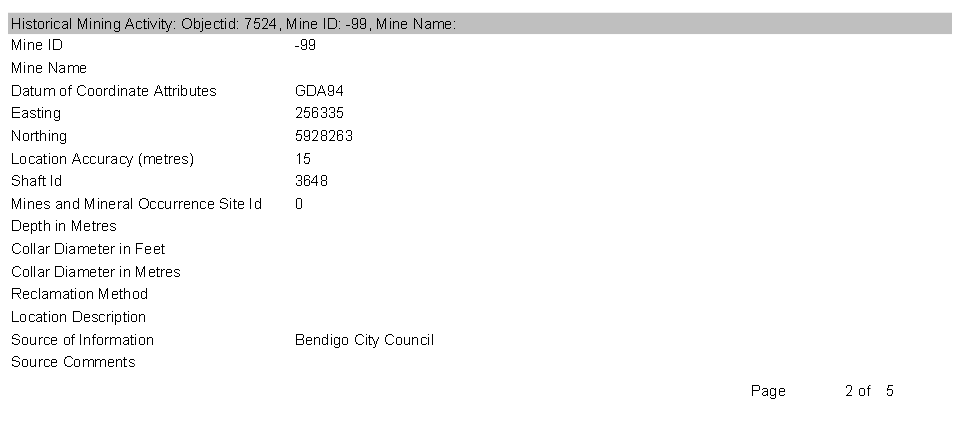 Historical Mining Activity: Objectid: 7524, Mine ID: -99, Mine Name:
Mine ID -99
Mine Name
Datum of Coordinate Attributes GDA94
Easting 256335
Northing 5928263
Location Accuracy (metres) 15
Shaft Id 3648
Mines and Mineral Occurrence Site Id 0
Depth in Metres
Collar Diameter in Feet
Collar Diameter in Metres
Reclamation Method
Location Description
Source of Information Bendigo City Council
Source Comments
Page 2 of 5